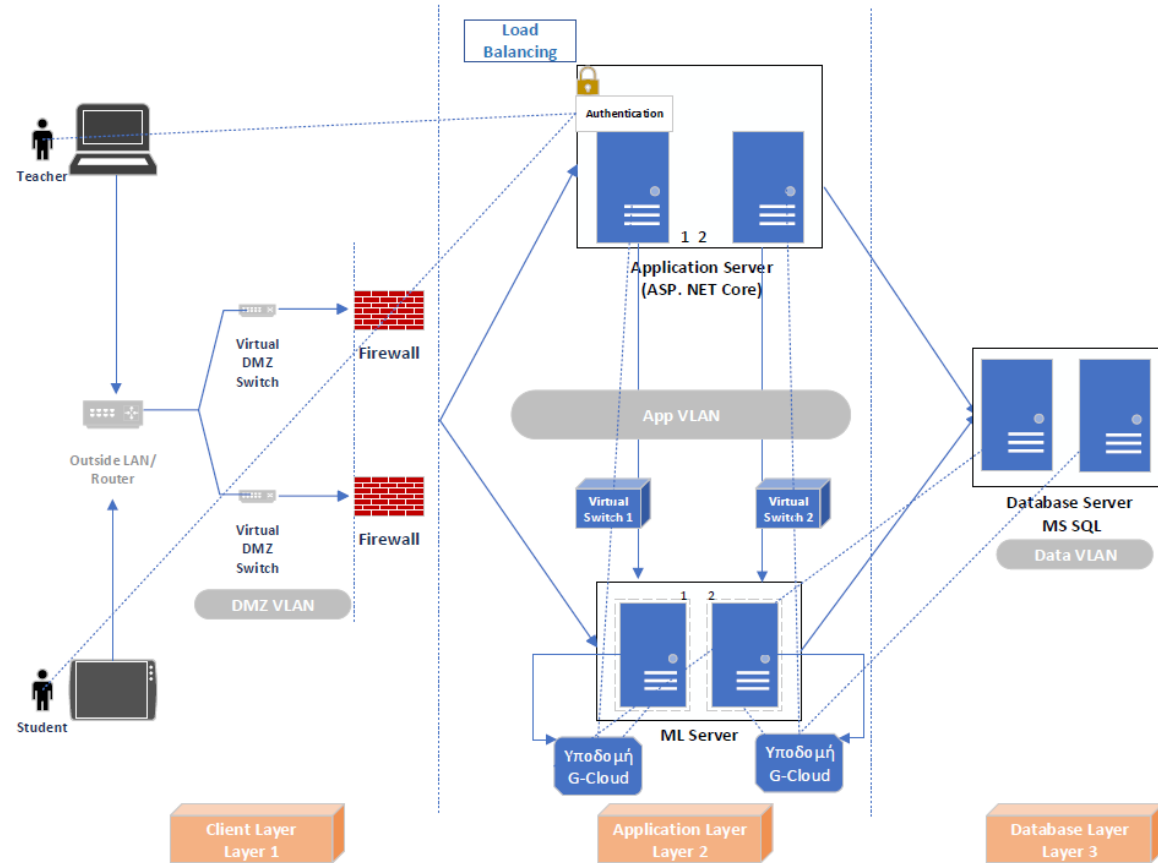 Load
Balancing
Authentication
Teacher
1 2
Application Server
(ASP. NET Core)
Virtual
DMZ
Switch
Firewall
App VLAN
Outside LAN/
Router
Virtual
DMZ
Switch
Firewall
Virtual
Switch 1
Virtual
Switch 2
Database Server
MS SQL
Data VLAN
DMZ VLAN
1
2
Student
ML Server
Υποδομή
G-Cloud
Υποδομή
G-Cloud
Client Layer
Layer 1
Application Layer
Layer 2
Database Layer
Layer 3